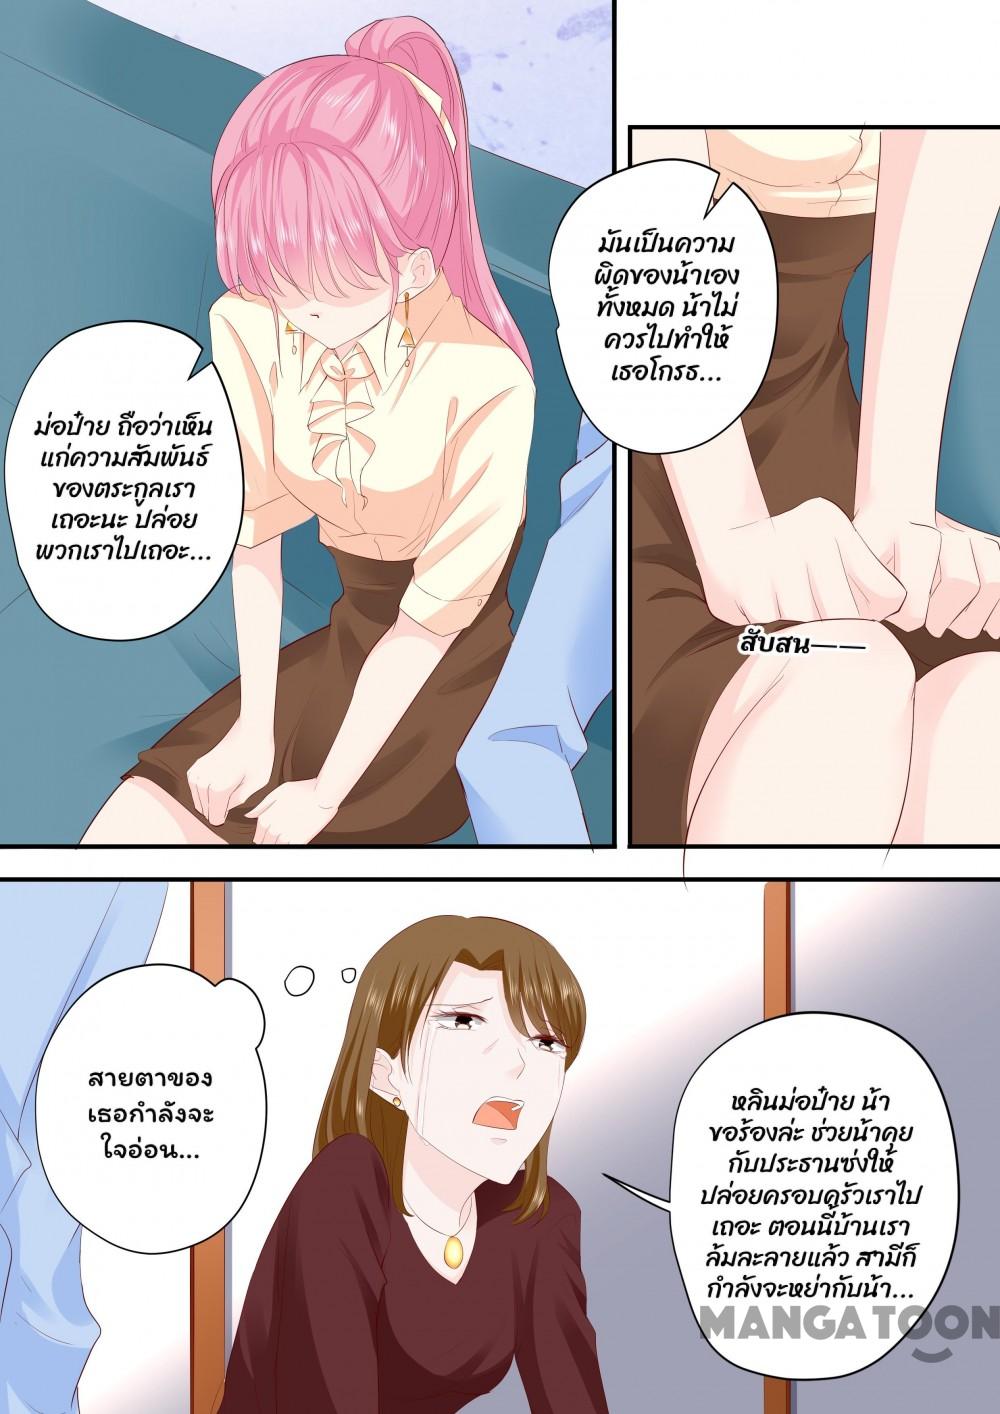 มันเป็นความ
ผิดของน้าเอง
ทั้งหมด น้าไม่
ควรไปทำให้
เธอโกรธ...
ม่อป๋าย ถือว่าเห็น
แก่ความสัมพันธ์
ของตระกูลเรา
เถอะนะ ปล่อย
พวกเราไปเถอะ...
สับสน——
สายตาของ
เธอกำลังจะ
ใจอ่อน...
หลินม่อป๋าย น้า
ขอร้องล่ะ ช่วยน้าคุย
กับประธานซ่งให้
ปล่อยครอบครัวเราไป
เถอะ ตอนนี้บ้านเรา
ล้มละลายแล้ว สามีก็
กำลังจะหย่ากับน้า...
MANGATOON